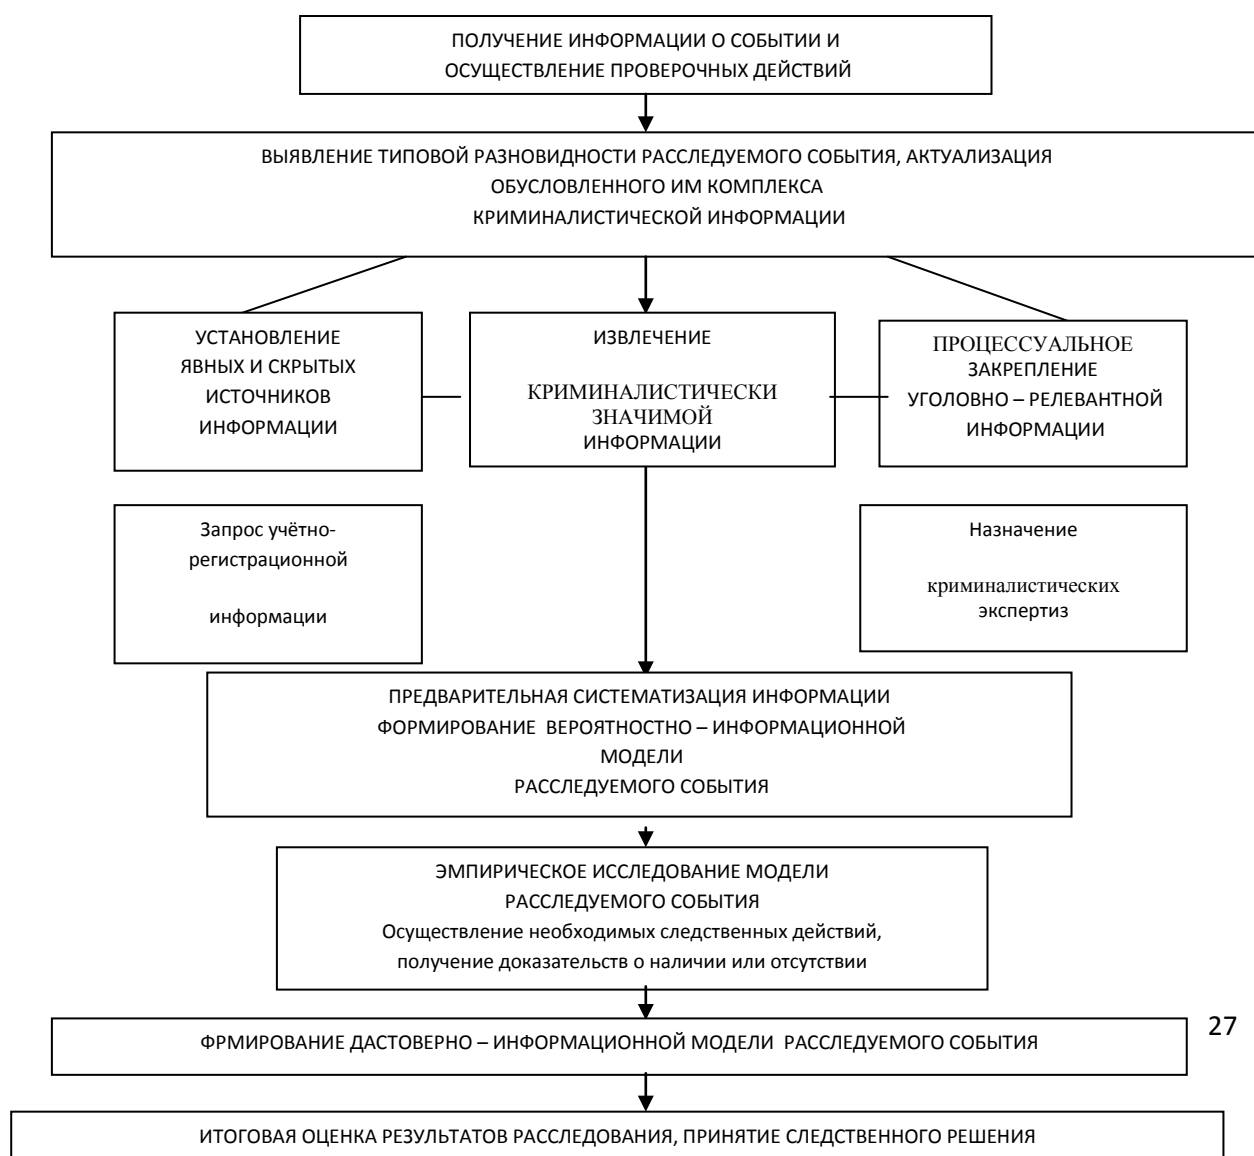 ПОЛУЧЕНИЕ ИНФОРМАЦИИ О СОБЫТИИ И
ОСУЩЕСТВЛЕНИЕ ПРОВЕРОЧНЫХ ДЕЙСТВИЙ
ВЫЯВЛЕНИЕ ТИПОВОЙ РАЗНОВИДНОСТИ РАССЛЕДУЕМОГО СОБЫТИЯ, АКТУАЛИЗАЦИЯ
ОБУСЛОВЛЕННОГО ИМ КОМПЛЕКСА
КРИМИНАЛИСТИЧЕСКОЙ ИНФОРМАЦИИ
УСТАНОВЛЕНИЕ
ЯВНЫХ И СКРЫТЫХ
ИСТОЧНИКОВ
ИНФОРМАЦИИ
ИЗВЛЕЧЕНИЕ
КРИМИНАЛИСТИЧЕСКИ
ЗНАЧИМОЙ
ИНФОРМАЦИИ
ПРОЦЕССУАЛЬНОЕ
ЗАКРЕПЛЕНИЕ
УГОЛОВНО – РЕЛЕВАНТНОЙ
ИНФОРМАЦИИ
Запрос учётно-
регистрационной
информации
Назначение
криминалистических
экспертиз
ПРЕДВАРИТЕЛЬНАЯ СИСТЕМАТИЗАЦИЯ ИНФОРМАЦИИ
ФОРМИРОВАНИЕ ВЕРОЯТНОСТНО – ИНФОРМАЦИОННОЙ
МОДЕЛИ
РАССЛЕДУЕМОГО СОБЫТИЯ
ЭМПИРИЧЕСКОЕ ИССЛЕДОВАНИЕ МОДЕЛИ
РАССЛЕДУЕМОГО СОБЫТИЯ
Осуществление необходимых следственных действий,
получение доказательств о наличии или отсутствии
27
ФРМИРОВАНИЕ ДАСТОВЕРНО – ИНФОРМАЦИОННОЙ МОДЕЛИ РАССЛЕДУЕМОГО СОБЫТИЯ
ИТОГОВАЯ ОЦЕНКА РЕЗУЛЬТАТОВ РАССЛЕДОВАНИЯ, ПРИНЯТИЕ СЛЕДСТВЕННОГО РЕШЕНИЯ